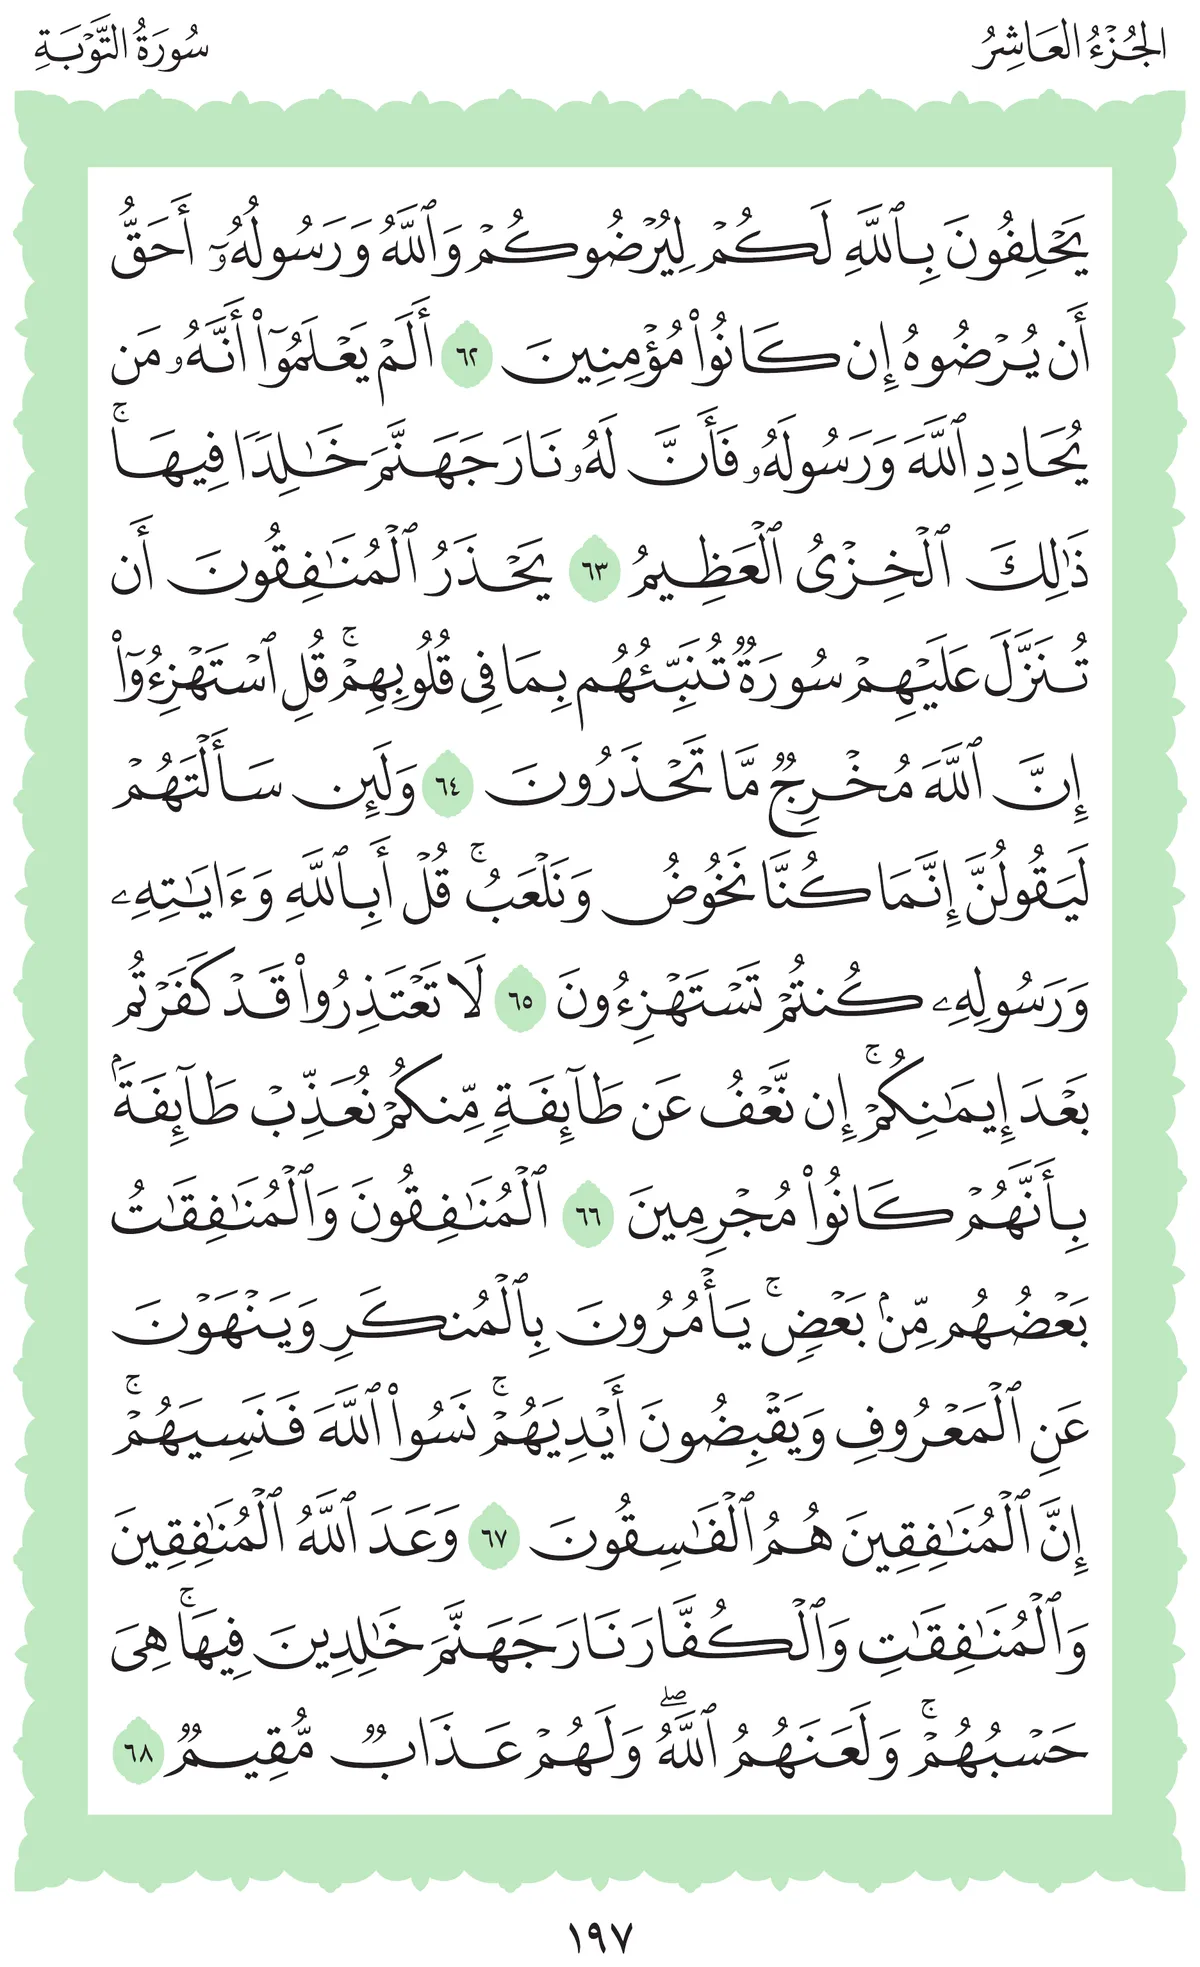 الجُزْءُ العَاشِرُ
سُورَةُ التَّوْبَةِ
يَحْلِفُونَ بِٱللَّهِ لَكُمْ لِيُرْضُوكُمْ وَٱللَّهُ وَرَسُولُهُۥٓ أَحَقُّ
أَن يُرْضُوهُ إِن كَانُوا۟ مُؤْمِنِينَ ٦٢ أَلَمْ يَعْلَمُوٓا۟ أَنَّهُۥ مَن
يُحَادِدِ ٱللَّهَ وَرَسُولَهُۥ فَأَنَّ لَهُۥ نَارَ جَهَنَّمَ خَـٰلِدًا فِيهَا ۚ
ذَٰلِكَ ٱلْخِزْىُ ٱلْعَظِيمُ ٦٣ يَحْذَرُ ٱلْمُنَـٰفِقُونَ أَن
تُنَزَّلَ عَلَيْهِمْ سُورَةٌ تُنَبِّئُهُم بِمَا فِى قُلُوبِهِمْ ۚ قُلِ ٱسْتَهْزِءُوٓا۟
إِنَّ ٱللَّهَ مُخْرِجٌ مَّا تَحْذَرُونَ ٦٤ وَلَئِن سَأَلْتَهُمْ
لَيَقُولُنَّ إِنَّمَا كُنَّا نَخُوضُ وَنَلْعَبُ ۚ قُلْ أَبِٱللَّهِ وَءَايَـٰتِهِۦ
وَرَسُولِهِۦ كُنتُمْ تَسْتَهْزِءُونَ ٦٥ لَا تَعْتَذِرُوا۟ قَدْ كَفَرْتُم
بَعْدَ إِيمَـٰنِكُمْ ۚ إِن نَّعْفُ عَن طَآئِفَةٍ مِّنكُمْ نُعَذِّبْ طَآئِفَةًۢ
بِأَنَّهُمْ كَانُوا۟ مُجْرِمِينَ ٦٦ ٱلْمُنَـٰفِقُونَ وَٱلْمُنَـٰفِقَـٰتُ
بَعْضُهُم مِّنۢ بَعْضٍ ۚ يَأْمُرُونَ بِٱلْمُنكَرِ وَيَنْهَوْنَ
عَنِ ٱلْمَعْرُوفِ وَيَقْبِضُونَ أَيْدِيَهُمْ ۚ نَسُوا۟ ٱللَّهَ فَنَسِيَهُمْ ۚ
إِنَّ ٱلْمُنَـٰفِقِينَ هُمُ ٱلْفَـٰسِقُونَ ٦٧ وَعَدَ ٱللَّهُ ٱلْمُنَـٰفِقِينَ
وَٱلْمُنَـٰفِقَـٰتِ وَٱلْكُفَّارَ نَارَ جَهَنَّمَ خَـٰلِدِينَ فِيهَا ۚ هِىَ
حَسْبُهُمْ ۚ وَلَعَنَهُمُ ٱللَّهُ ۖ وَلَهُمْ عَذَابٌ مُّقِيمٌ ٦٨
١٩٧